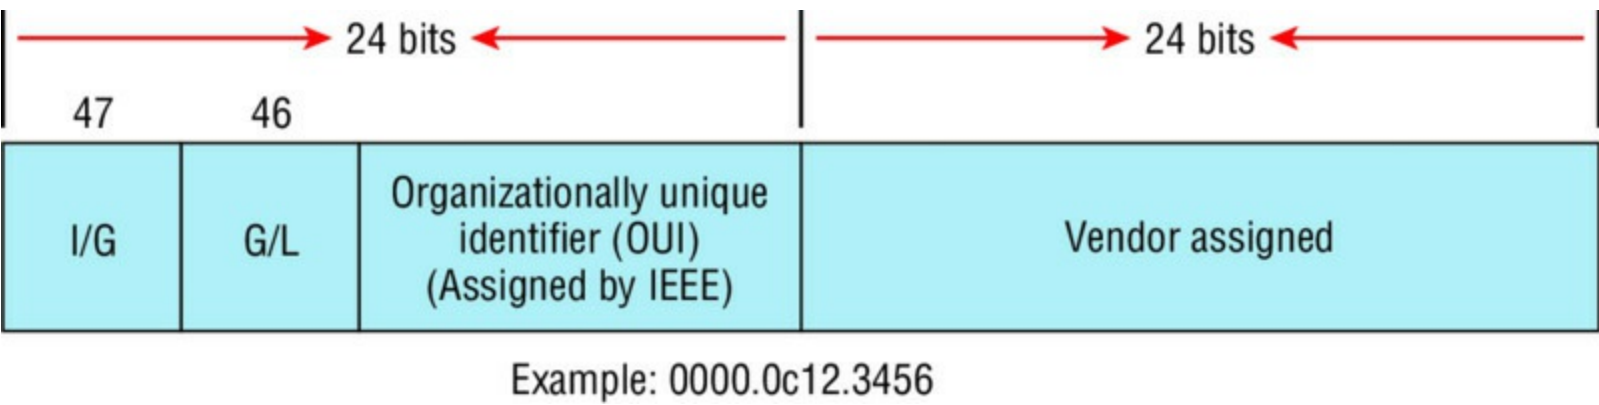 24 bits
24 bits
47
46
I/G
G/L
Organizationally unique
identifier (OUI)
(Assigned by IEEE)
Vendor assigned
Example: 0000.0c12.3456